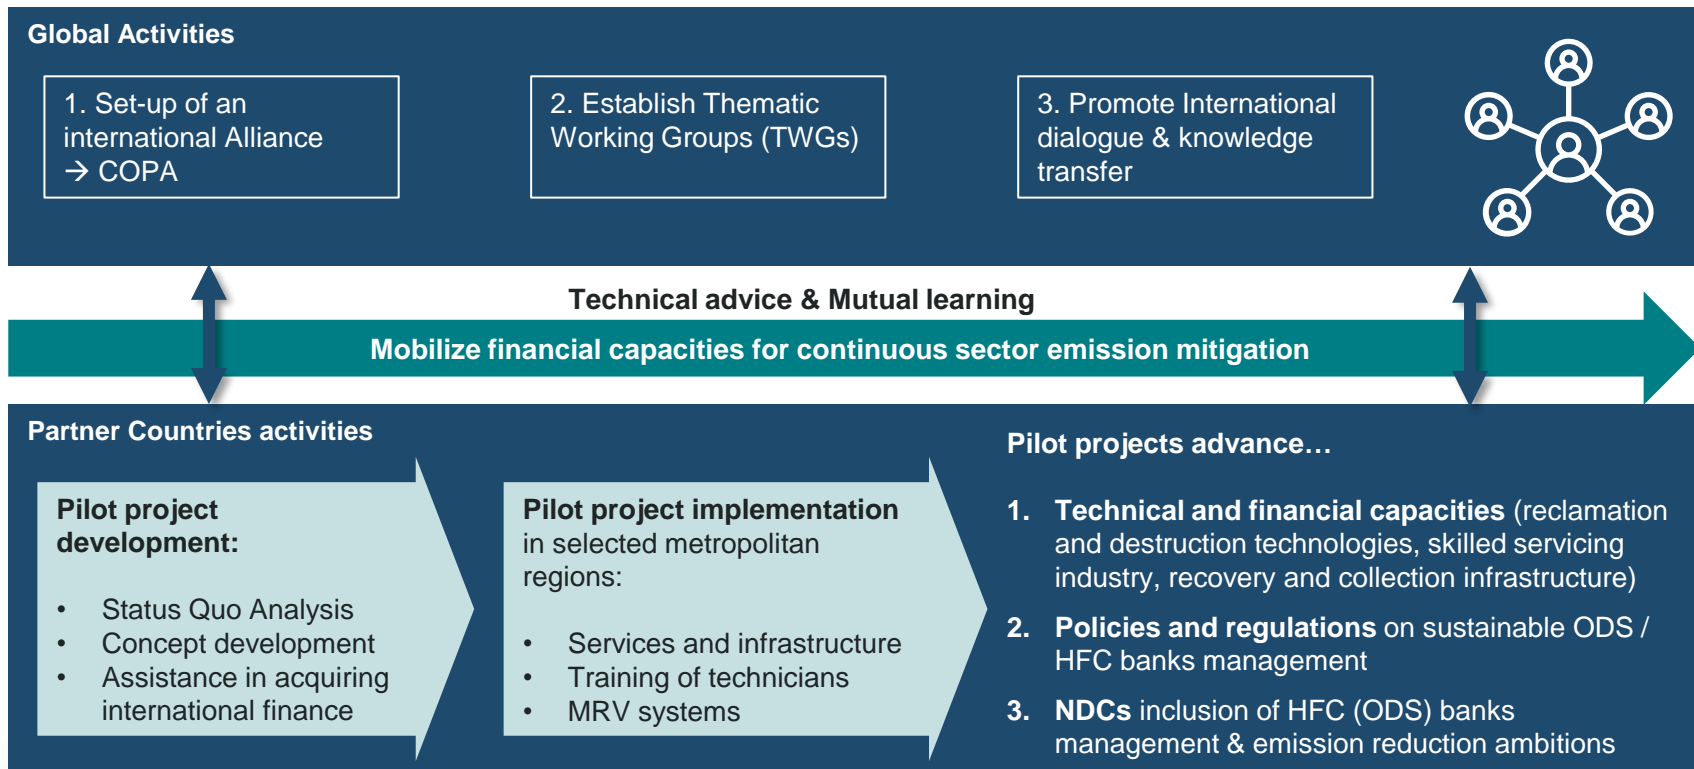 Global Activities
1. Set-up of an
international Alliance
→ COPA
2. Establish Thematic
Working Groups (TWGs)
3. Promote International
dialogue & knowledge
transfer
Technical advice & Mutual learning
Mobilize financial capacities for continuous sector emission mitigation
Partner Countries activities
Pilot project
development:
• Status Quo Analysis
• Concept development
• Assistance in acquiring
international finance
Pilot project implementation
in selected metropolitan
regions:
• Services and infrastructure
• Training of technicians
• MRV systems
Pilot projects advance…
1. Technical and financial capacities (reclamation
and destruction technologies, skilled servicing
industry, recovery and collection infrastructure)
2. Policies and regulations on sustainable ODS /
HFC banks management
3. NDCs inclusion of HFC (ODS) banks
management & emission reduction ambitions